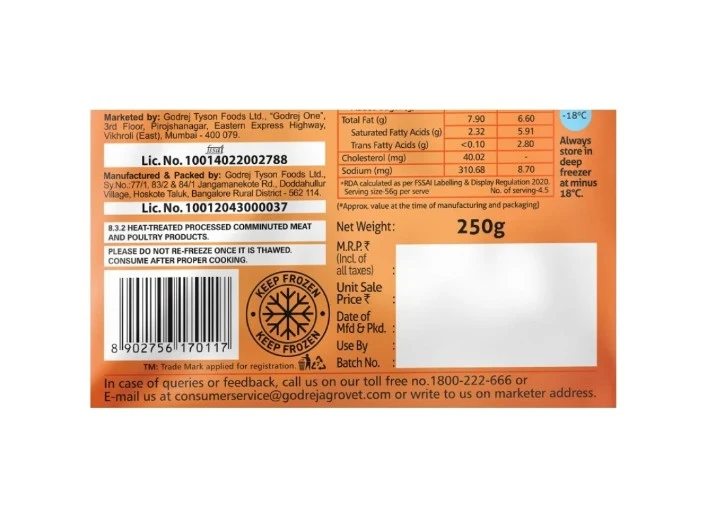 Marketed by: Godrej Tyson Foods Ltd., "Godrej One",
3rd Floor, Pirojshanagar, Eastern Express Highway,
Vikhroli (East), Mumbai - 400 079.
fssai
Lic. No. 10014022002788
Manufactured & Packed by: Godrej Tyson Foods Ltd.,
Sy.No.:77/1, 83/2 & 84/1 Jangamanekote Rd., Doddahullur
Village, Hoskote Taluk, Bangalore Rural District - 562 114.
Lic. No. 10012043000037
8.3.2 HEAT-TREATED PROCESSED COMMINUTED MEAT
AND POULTRY PRODUCTS.
PLEASE DO NOT RE-FREEZE ONCE IT IS THAWED.
CONSUME AFTER PROPER COOKING.
KEEP FROZEN
KEEP FROZEN
8 902756 170117
TM: Trade Mark applied for registration.
Total Fat (g) 7.90 6.60
Saturated Fatty Acids (g) 2.32 5.91
Trans Fatty Acids (g) <0.10 2.80
Cholesterol (mg) 40.02 -
Sodium (mg) 310.68 8.70
*RDA calculated as per FSSAI Labelling & Display Regulation 2020.
Serving size-56g per serve No. of serving-4.5
(*Approx. value at the time of manufacturing and packaging)
-18°C
Always
store in
deep
freezer
at minus
18°C.
Net Weight: 250g
M.R.P. ₹
(Incl. of
all taxes) :
Unit Sale
Price ₹ :
Date of
Mfd & Pkd. :
Use By :
Batch No. :
In case of queries or feedback, call us on our toll free no.1800-222-666 or
E-mail us at consumerservice@godrejagrovet.com or write to us on marketer address.